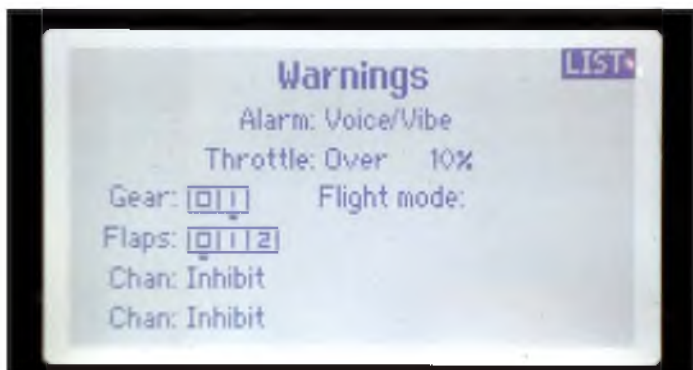 Warnings
LIST
Alarm: Voice/Vibe
Throttle: Over 10%
Gear: 0 1 Flight mode:
Flaps: 0 1 2
Chan: Inhibit
Chan: Inhibit